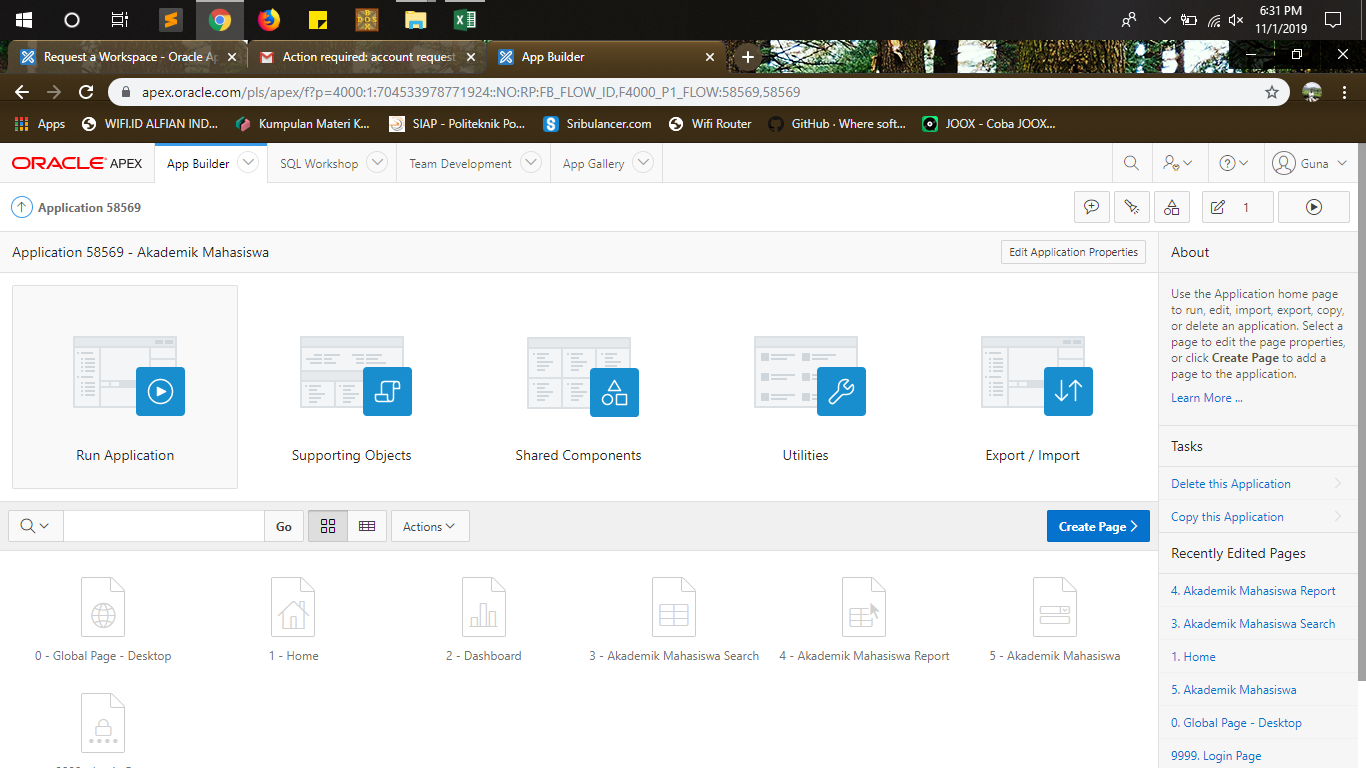 6:31 PM
11/1/2019
Request a Workspace - Oracle Ap
Action required: account request
App Builder
apex.oracle.com/pls/apex/f?p=4000:1:704533978771924::NO:RP:FB_FLOW_ID,F4000_P1_FLOW:58569,58569
Apps
WIFI.ID ALFIAN IND...
Kumpulan Materi K...
SIAP - Politeknik Po...
Sribulancer.com
Wifi Router
GitHub · Where soft...
JOOX - Coba JOOX...
ORACLE APEX
App Builder
SQL Workshop
Team Development
App Gallery
Guna
Application 58569
1
Application 58569 - Akademik Mahasiswa
Edit Application Properties
Run Application
Supporting Objects
Shared Components
Utilities
Export / Import
Go
Actions
Create Page
0 - Global Page - Desktop
1 - Home
2 - Dashboard
3 - Akademik Mahasiswa Search
4 - Akademik Mahasiswa Report
5 - Akademik Mahasiswa
About
Use the Application home page
to run, edit, import, export, copy,
or delete an application. Select a
page to edit the page properties,
or click Create Page to add a
page to the application.
Learn More ...
Tasks
Delete this Application
Copy this Application
Recently Edited Pages
4. Akademik Mahasiswa Report
3. Akademik Mahasiswa Search
1. Home
5. Akademik Mahasiswa
0. Global Page - Desktop
9999. Login Page